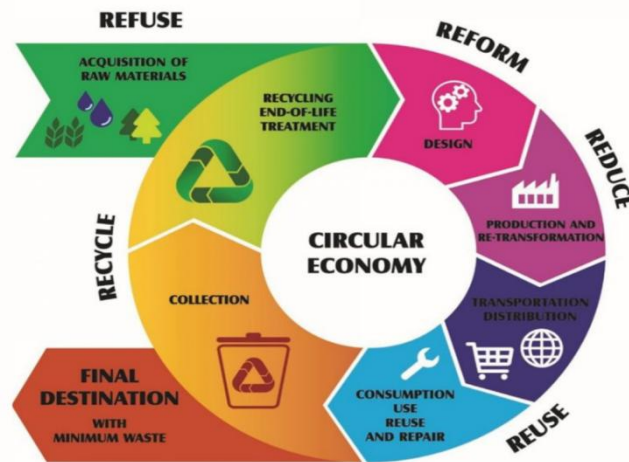 REFUSE
ACQUISITION OF
RAW MATERIALS
RECYCLING
END-OF-LIFE
TREATMENT
REFORM
DESIGN
REDUCE
PRODUCTION AND
RE-TRANSFORMATION
TRANSPORTATION
DISTRIBUTION
REUSE
CONSUMPTION
USE
REUSE
AND REPAIR
RECYCLE
COLLECTION
CIRCULAR
ECONOMY
FINAL
DESTINATION
WITH
MINIMUM WASTE